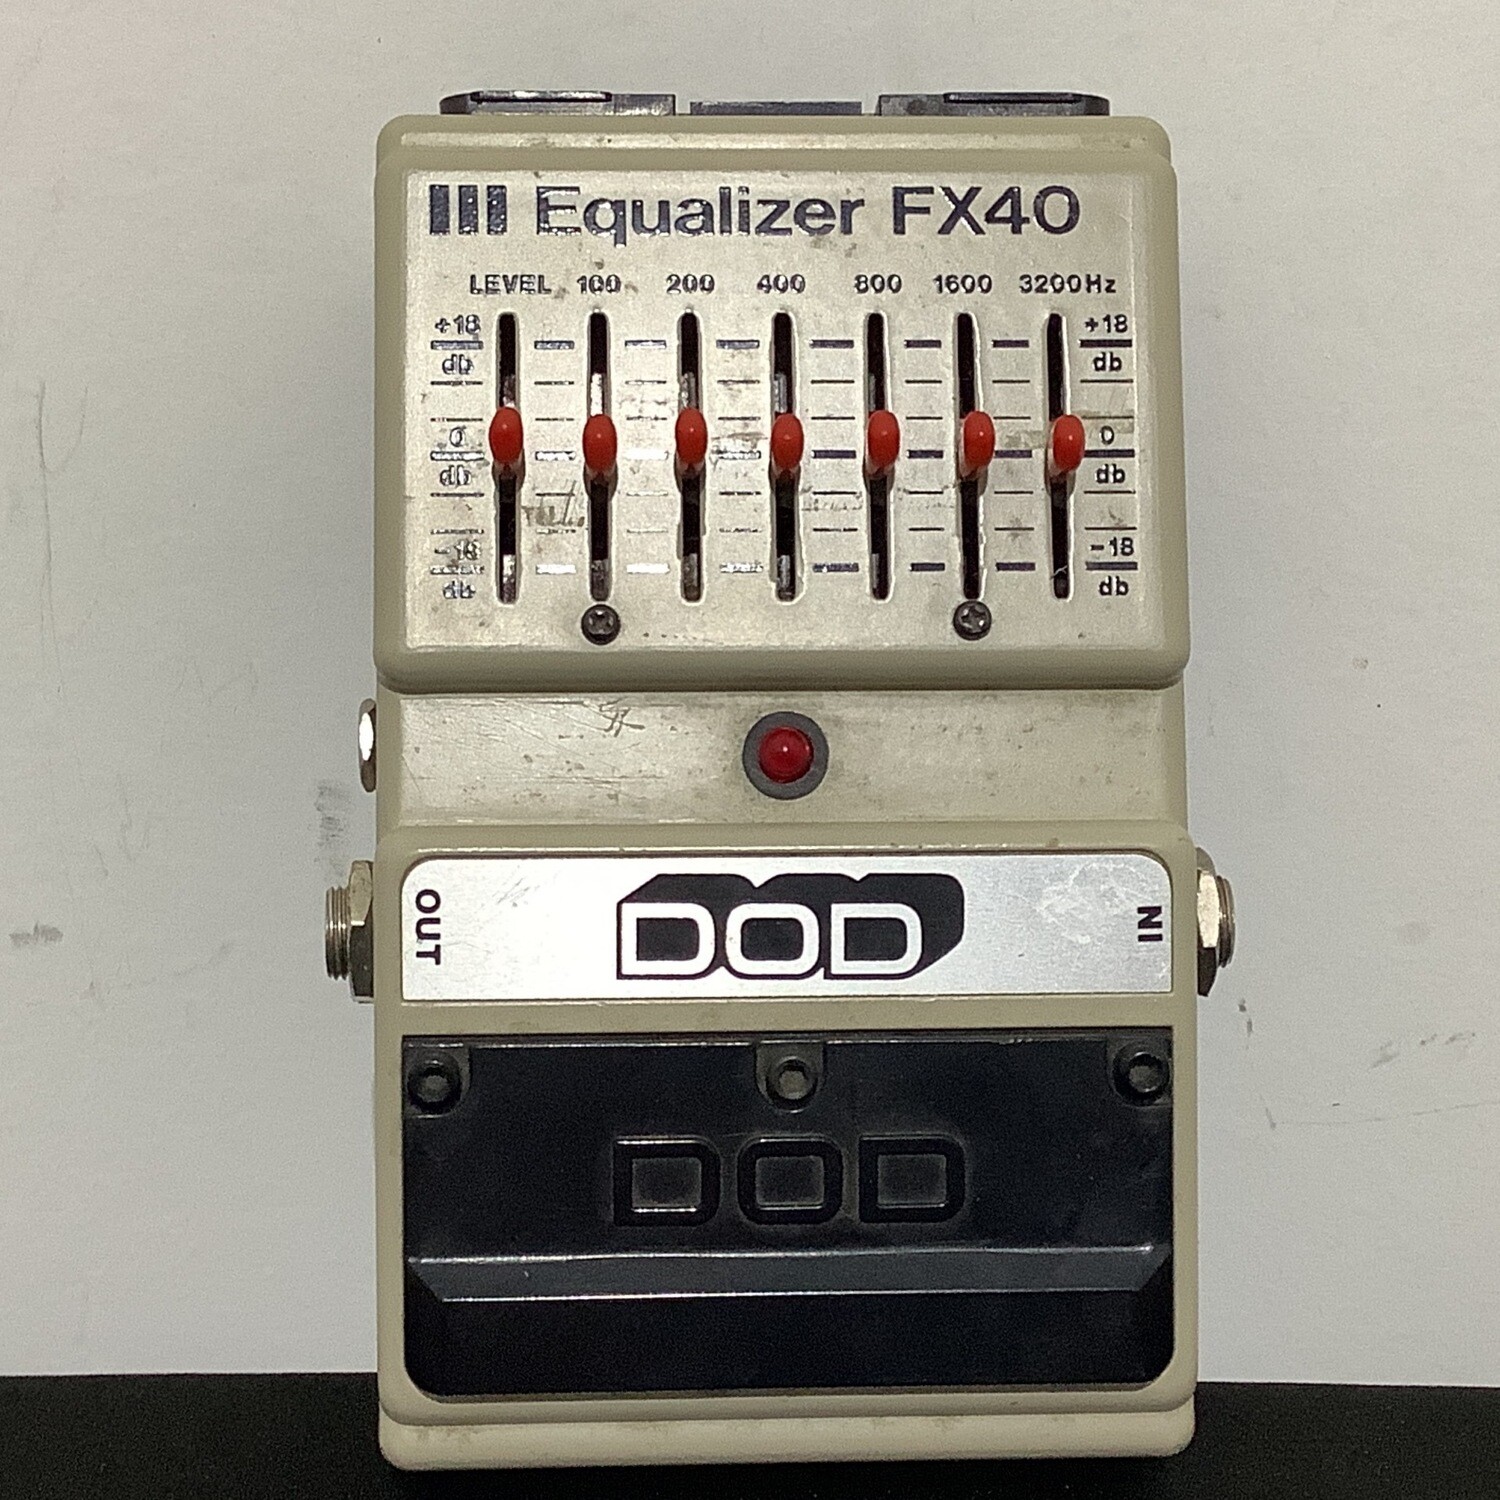 Equalizer FX40
LEVEL 100 200 400 800 1600 3200Hz
+18 +18
db db
0 0
db db
-18 -18
db db
OUT DOD IN
DOD